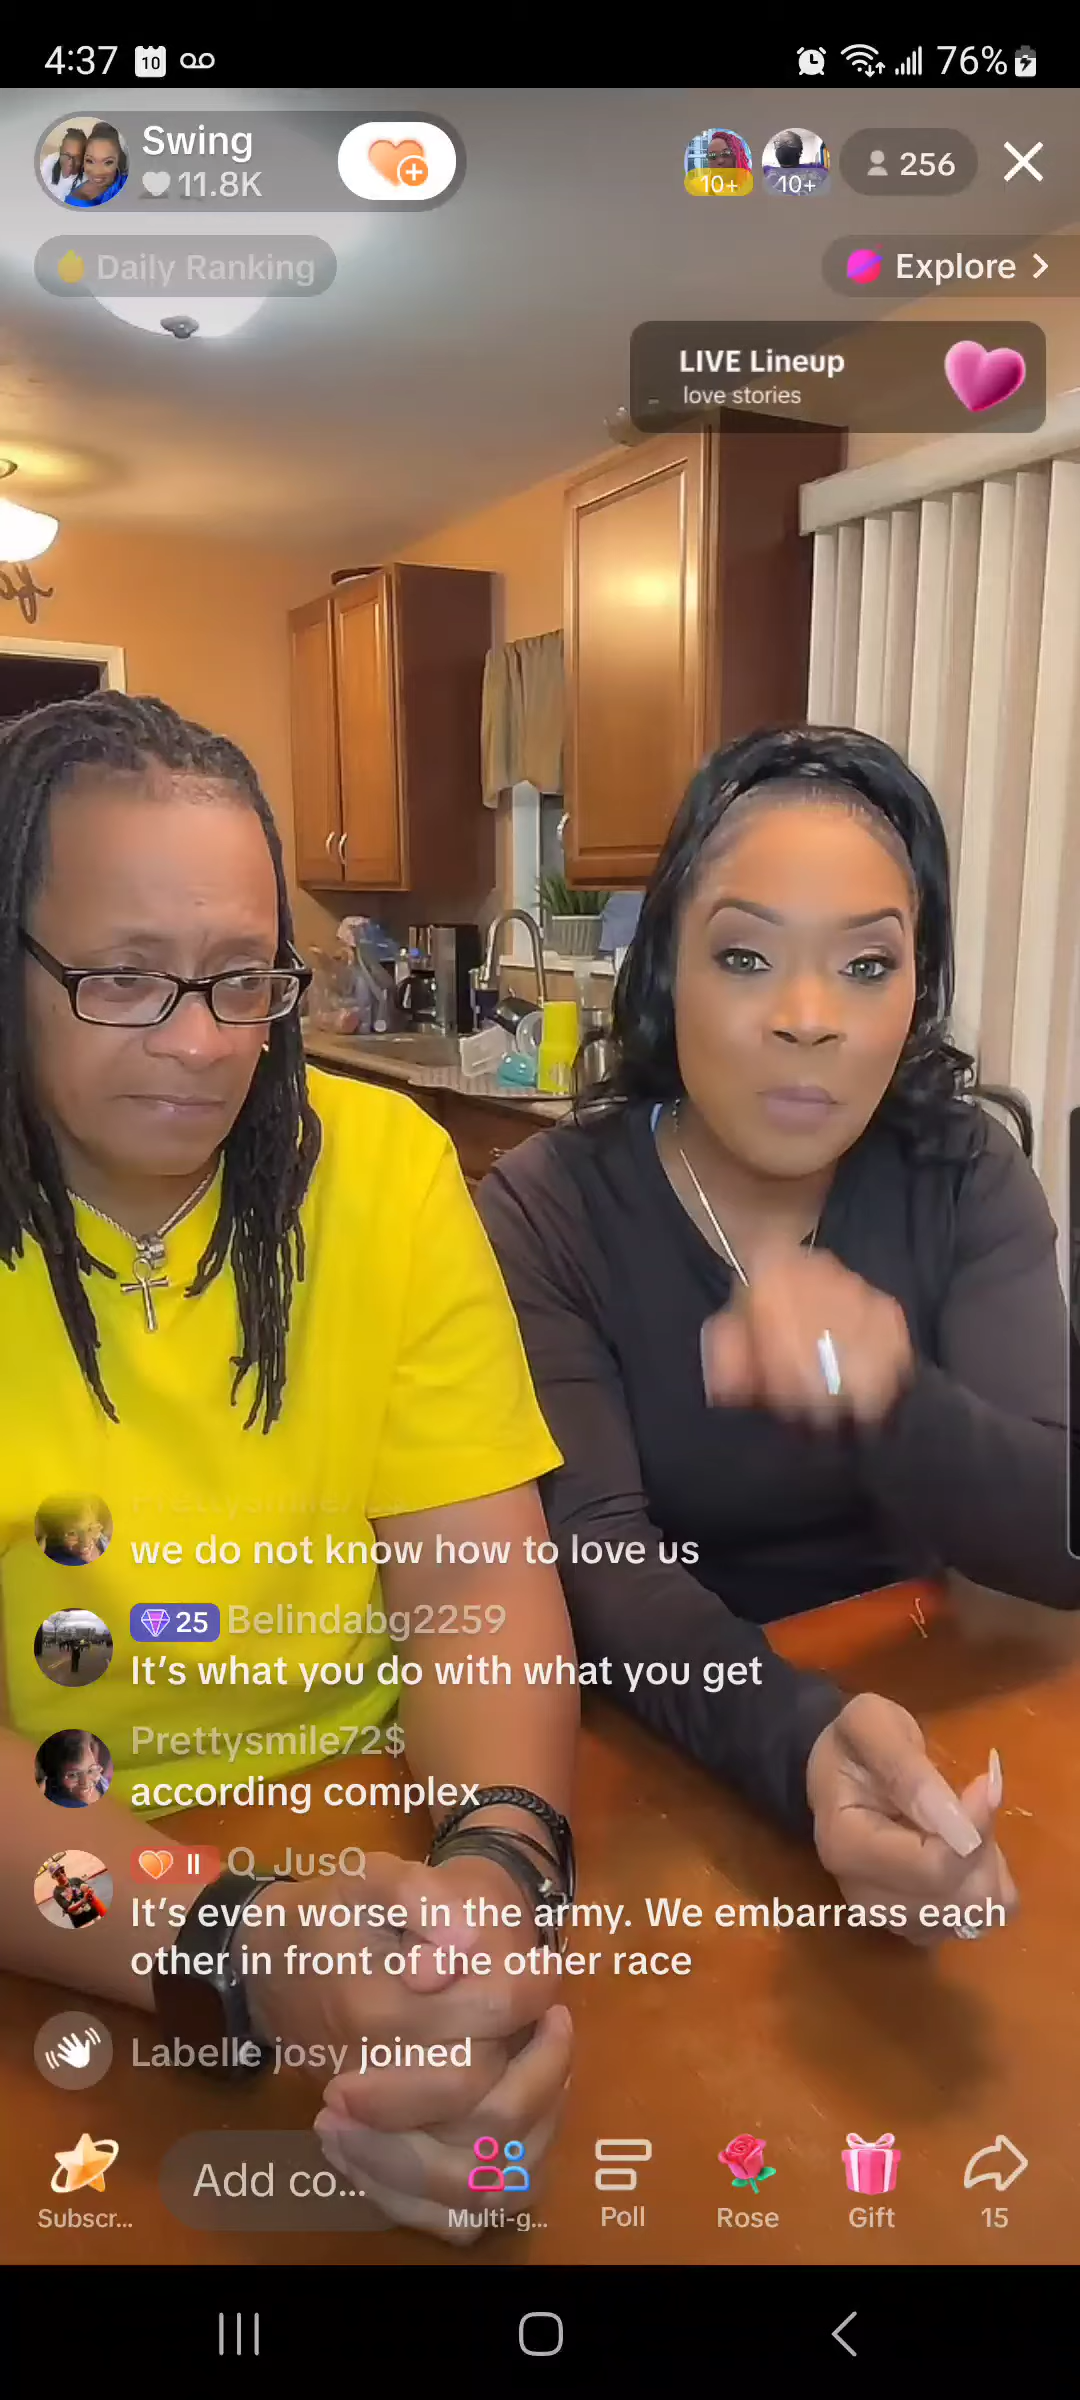 4:37 10 76%
Swing
11.8K
10+ 10+ 256
Daily Ranking
Explore
LIVE Lineup
love stories
we do not know how to love us
25 Belindabg2259
It's what you do with what you get
Prettysmile72$
according complex
II Q_JusQ
It's even worse in the army. We embarrass each
other in front of the other race
Labelle josy joined
Add co...
Subscr... Multi-g... Poll Rose Gift 15